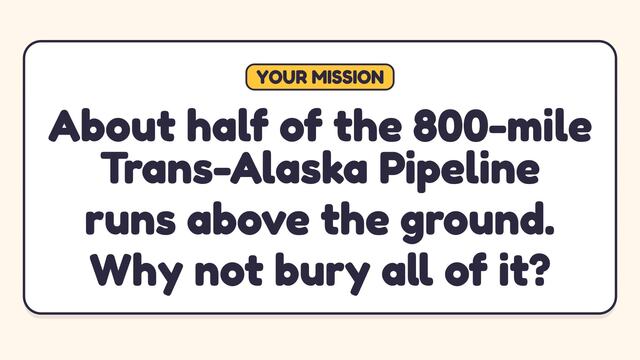 YOUR MISSION
About half of the 800-mile
Trans-Alaska Pipeline
runs above the ground.
Why not bury all of it?